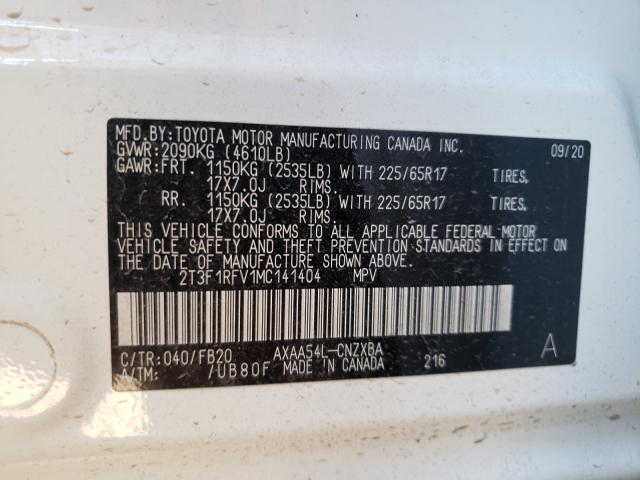 MFD.BY:TOYOTA MOTOR MANUFACTURING CANADA INC. 09/20
GVWR:2090KG (4610LB)
GAWR:FRT. 1150KG (2535LB) WITH 225/65R17 TIRES,
17X7.0J RIMS,
RR. 1150KG (2535LB) WITH 225/65R17 TIRES,
17X7.0J RIMS.
THIS VEHICLE CONFORMS TO ALL APPLICABLE FEDERAL MOTOR
VEHICLE SAFETY AND THEFT PREVENTION STANDARDS IN EFFECT ON
THE DATE OF MANUFACTURE SHOWN ABOVE.
2T3F1RFV1MC141404 MPV
C/TR:040/FB20 AXAA54L-CNZXBA A
A/TM: /UB80F MADE IN CANADA 216